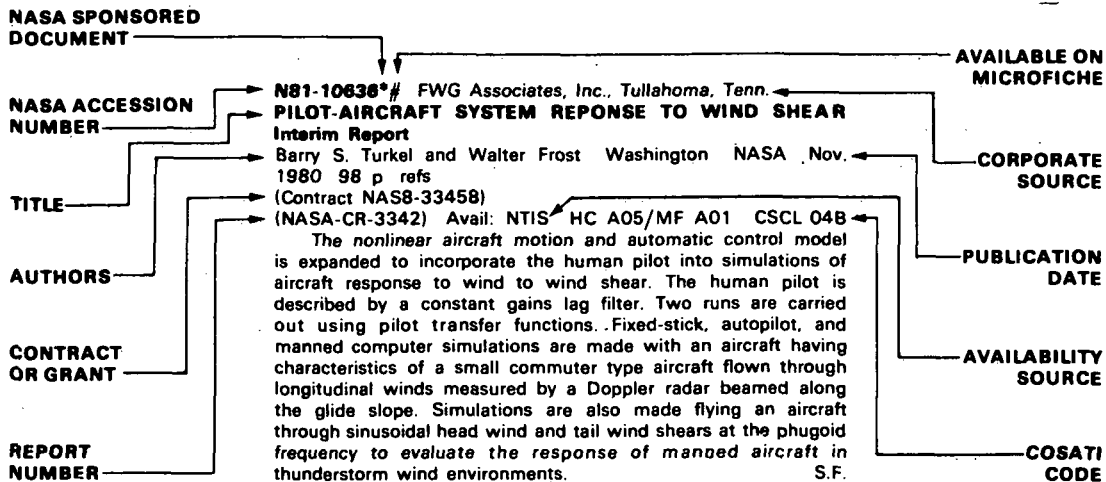 NASA SPONSORED
DOCUMENT
AVAILABLE ON
MICROFICHE
NASA ACCESSION
NUMBER
N81-10636*# FWG Associates, Inc., Tullahoma, Tenn.
PILOT-AIRCRAFT SYSTEM REPONSE TO WIND SHEAR
Interim Report
Barry S. Turkel and Walter Frost Washington NASA Nov.
1980 98 p refs
CORPORATE
SOURCE
TITLE
(Contract NAS8-33458)
(NASA-CR-3342) Avail: NTIS HC A05/MF A01 CSCL 04B
The nonlinear aircraft motion and automatic control model
is expanded to incorporate the human pilot into simulations of
aircraft response to wind to wind shear. The human pilot is
described by a constant gains lag filter. Two runs are carried
out using pilot transfer functions. Fixed-stick, autopilot, and
manned computer simulations are made with an aircraft having
characteristics of a small commuter type aircraft flown through
longitudinal winds measured by a Doppler radar beamed along
the glide slope. Simulations are also made flying an aircraft
through sinusoidal head wind and tail wind shears at the phugoid
frequency to evaluate the response of manned aircraft in
thunderstorm wind environments. S.F.
AUTHORS
PUBLICATION
DATE
CONTRACT
OR GRANT
AVAILABILITY
SOURCE
REPORT
NUMBER
COSATI
CODE